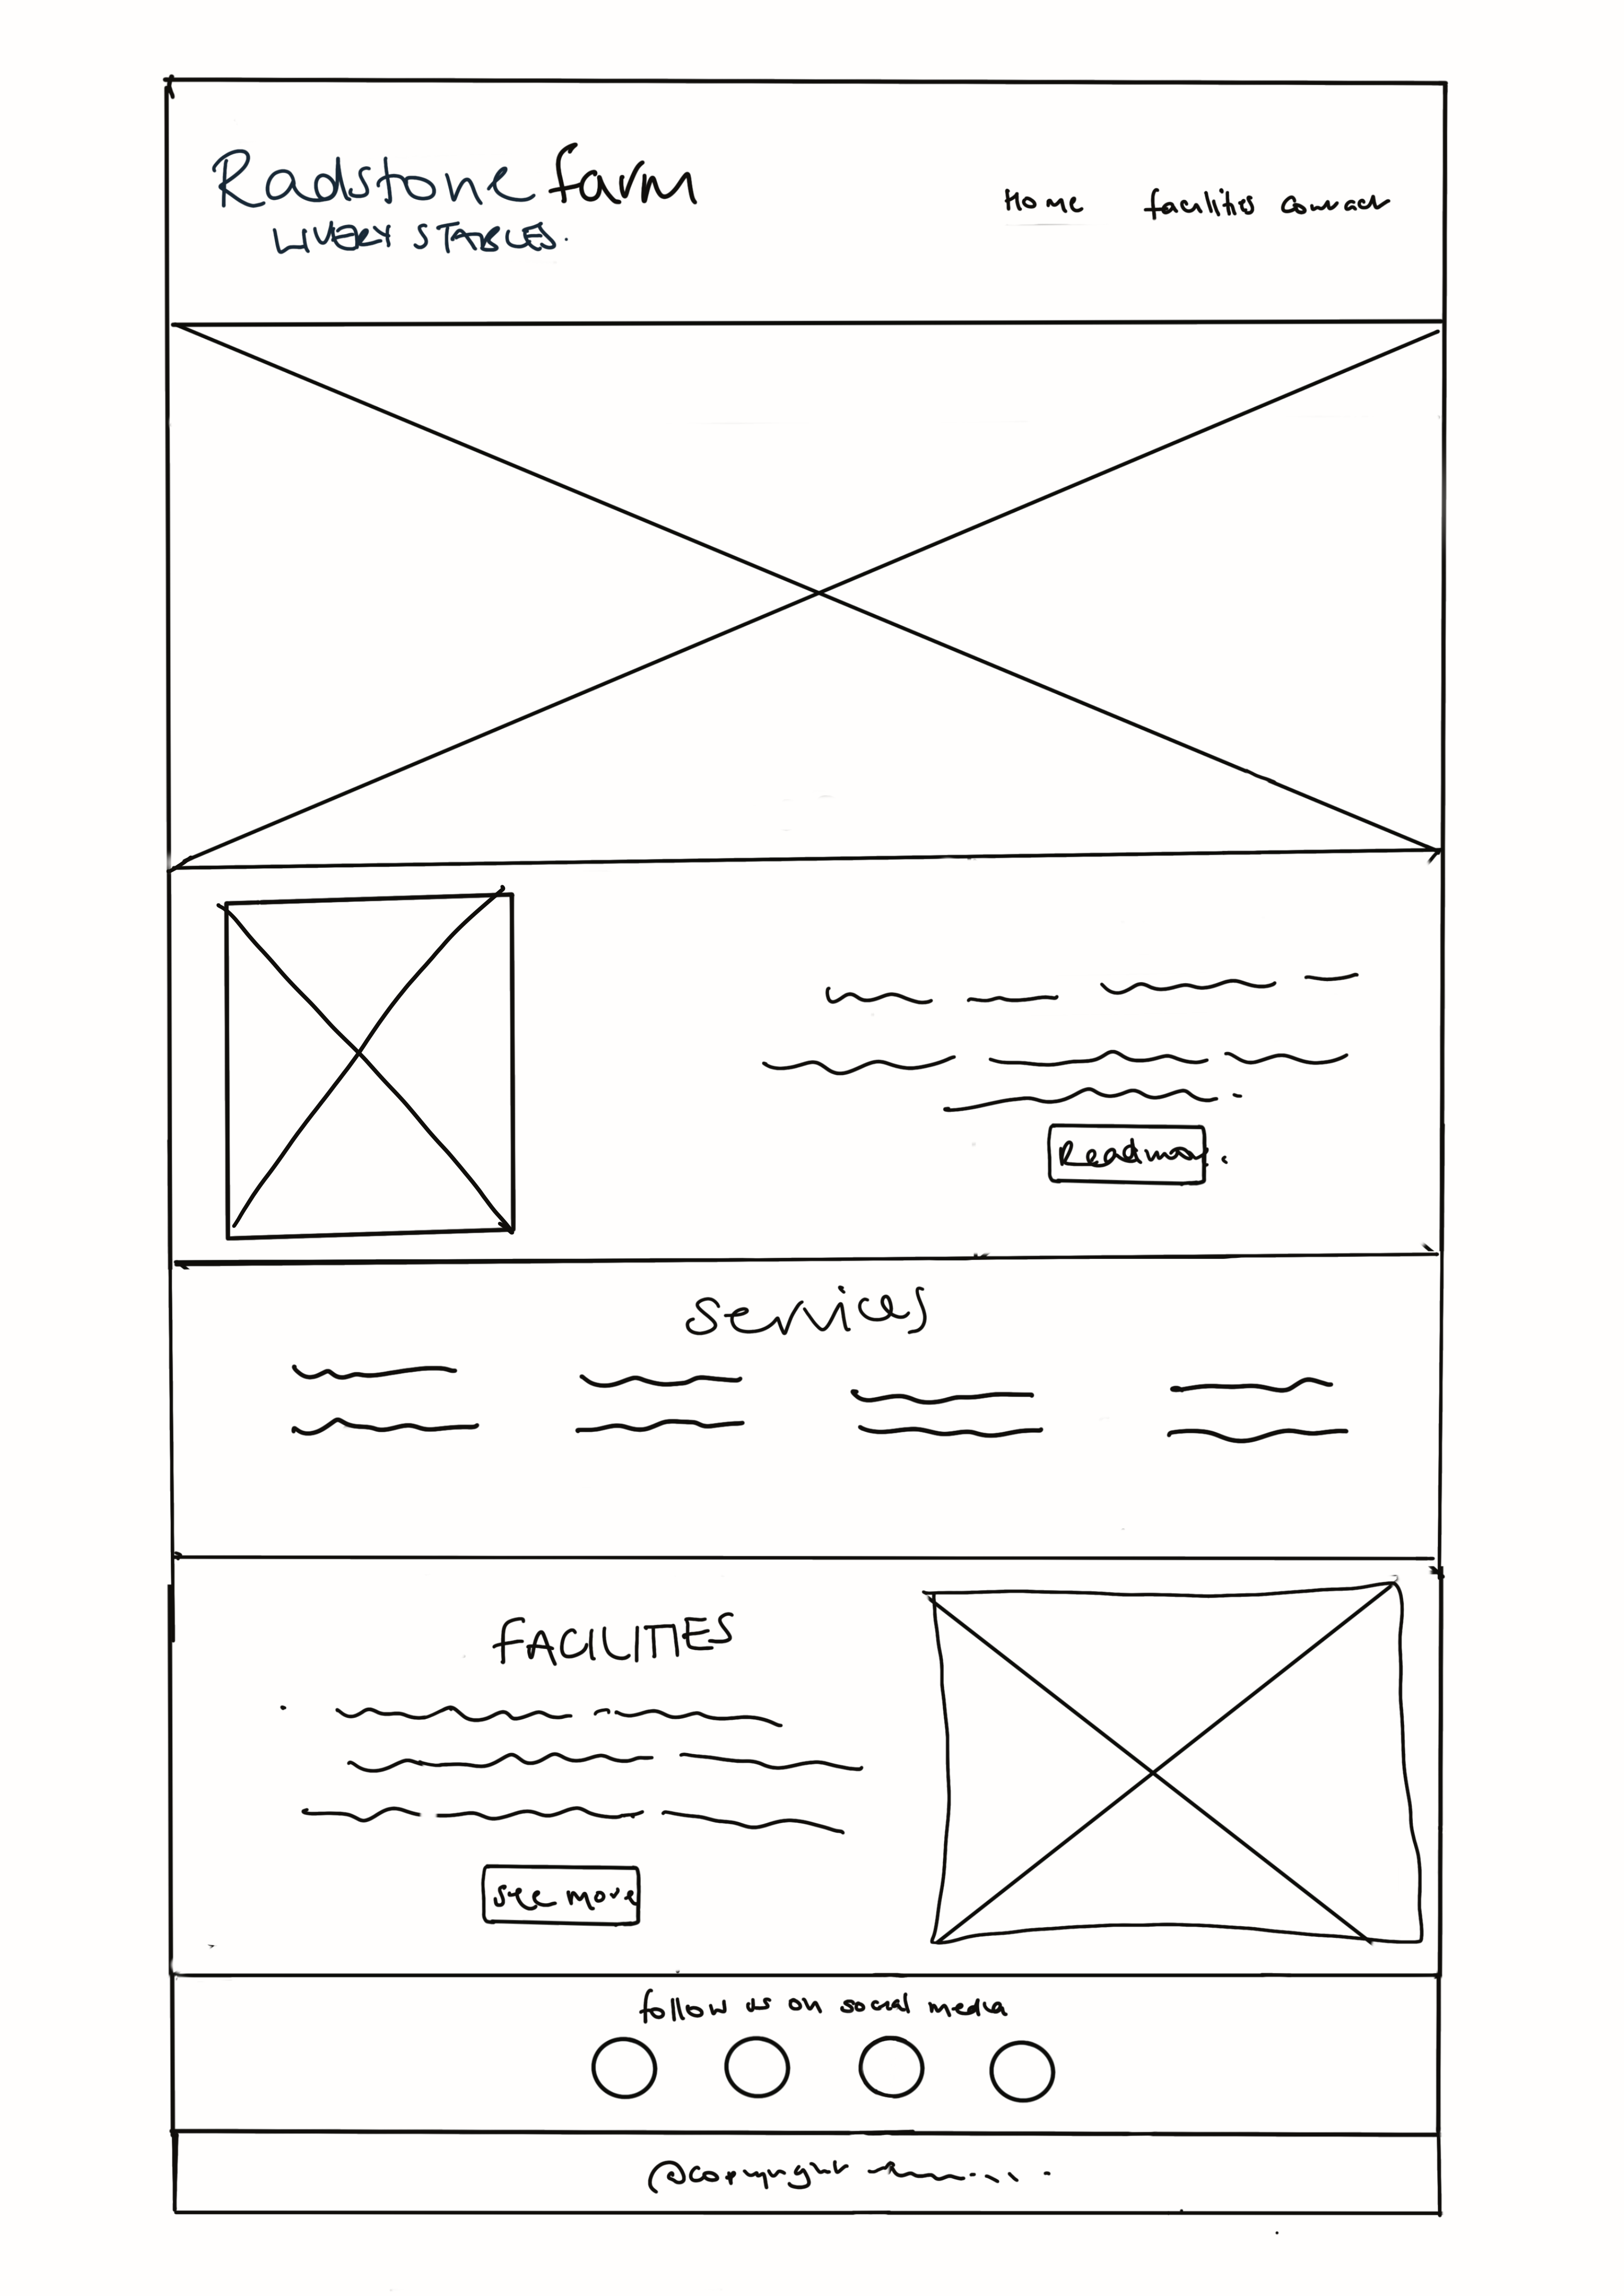 Radstone farm
LIVERY STABLES.
Home facilities Contact
Read more.
Services
FACILITIES
see more
follow us on social media
@copyright